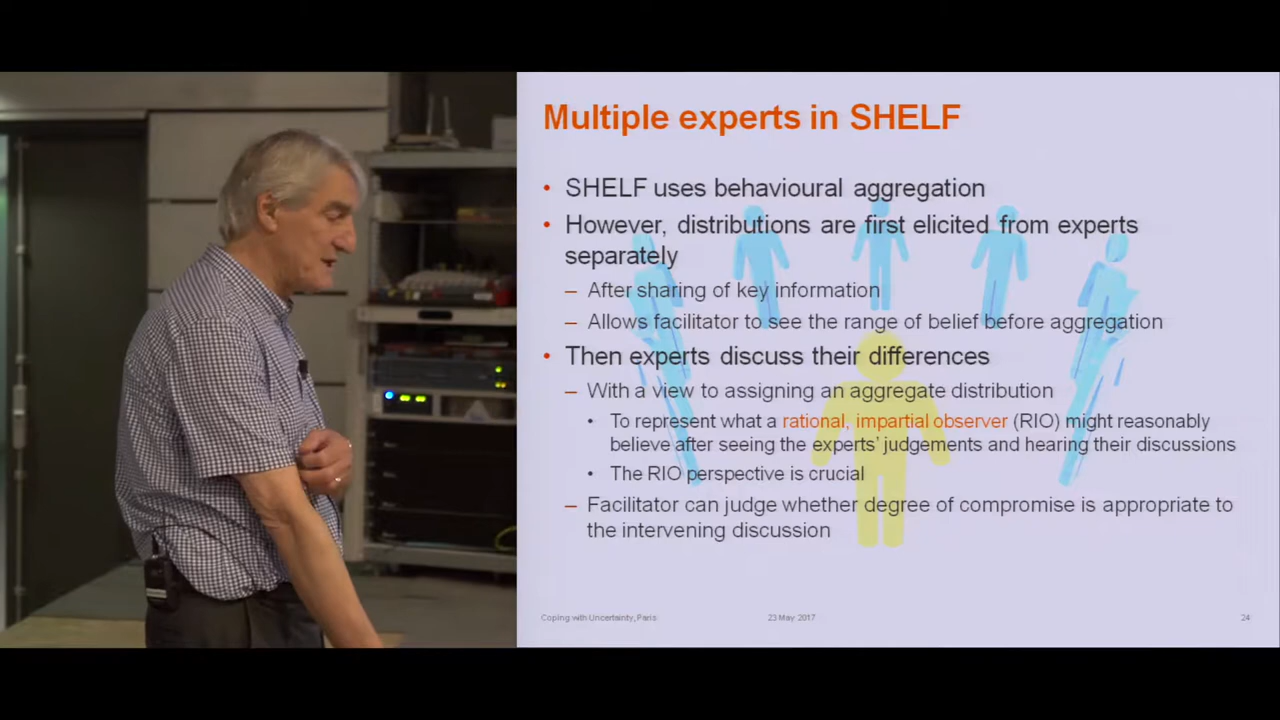 Multiple experts in SHELF
• SHELF uses behavioural aggregation
• However, distributions are first elicited from experts
separately
– After sharing of key information
– Allows facilitator to see the range of belief before aggregation
• Then experts discuss their differences
– With a view to assigning an aggregate distribution
• To represent what a rational, impartial observer (RIO) might reasonably
believe after seeing the experts' judgements and hearing their discussions
• The RIO perspective is crucial
– Facilitator can judge whether degree of compromise is appropriate to
the intervening discussion
Coping with Uncertainty, Paris 23 May 2017 24